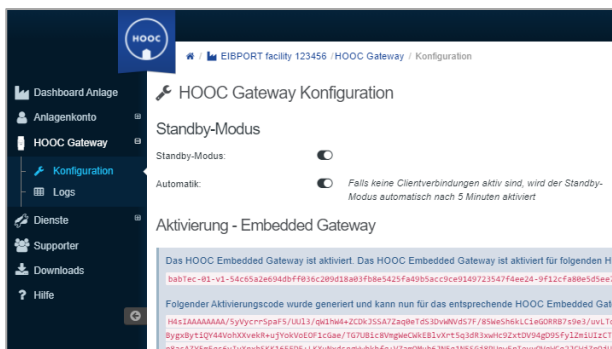 HOOC
EIBPORT facility 123456 /HOOC Gateway / Konfiguration
Dashboard Anlage
Anlagenkonto
HOOC Gateway
Konfiguration
Logs
Dienste
Supporter
Downloads
Hilfe
HOOC Gateway Konfiguration
Standby-Modus
Standby-Modus:
Automatik:
Falls keine Clientverbindungen aktiv sind, wird der Standby-
Modus automatisch nach 5 Minuten aktiviert
Aktivierung - Embedded Gateway
Das HOOC Embedded Gateway ist aktiviert. Das HOOC Embedded Gateway ist aktiviert für folgenden H
babTec-01-v1-54c65a2e694dbff036c209d18a03fb8e5425fa49b5acc9ce9149723547f4ee24-9f12cfa80e5d5ee7
Folgender Aktivierungscode wurde generiert und kann nun für das entsprechende HOOC Embedded Gat